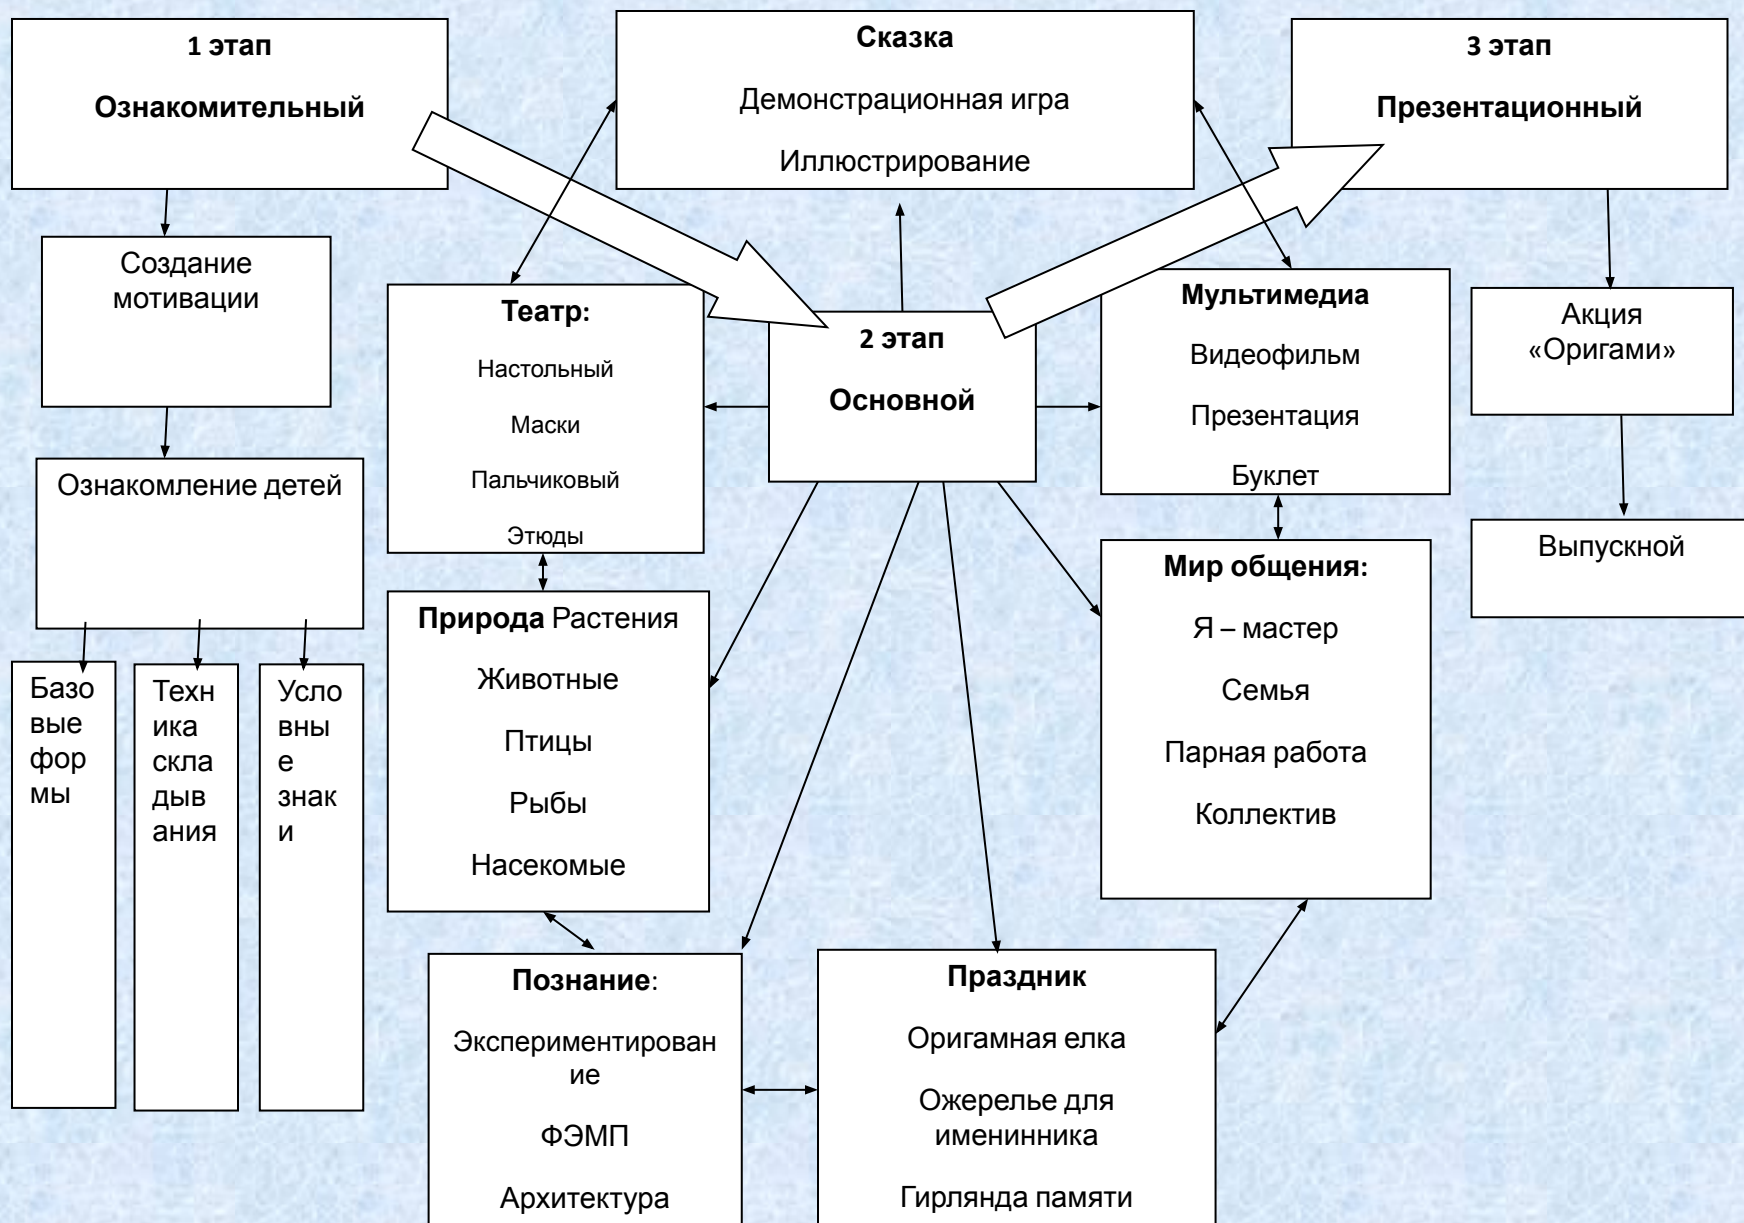 1 этап
Ознакомительный
Сказка
Демонстрационная игра
Иллюстрирование
3 этап
Презентационный
Создание
мотивации
Ознакомление детей
Базо
вые
фор
мы
Техн
ика
скла
дыв
ания
Усло
вны
е
знак
и
Театр:
Настольный
Маски
Пальчиковый
Этюды
2 этап
Основной
Мультимедиа
Видеофильм
Презентация
Буклет
Акция
«Оригами»
Выпускной
Природа Растения
Животные
Птицы
Рыбы
Насекомые
Мир общения:
Я – мастер
Семья
Парная работа
Коллектив
Познание:
Экспериментирован
ие
ФЭМП
Архитектура
Праздник
Оригамная елка
Ожерелье для
именинника
Гирлянда памяти